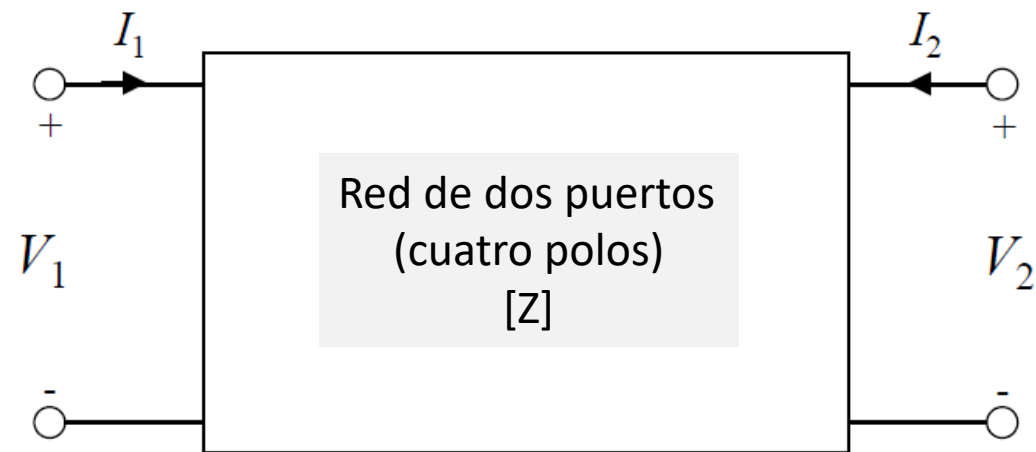 I₁
I₂
+
+
Red de dos puertos
(cuatro polos)
[Z]
V₁
V₂
-
-